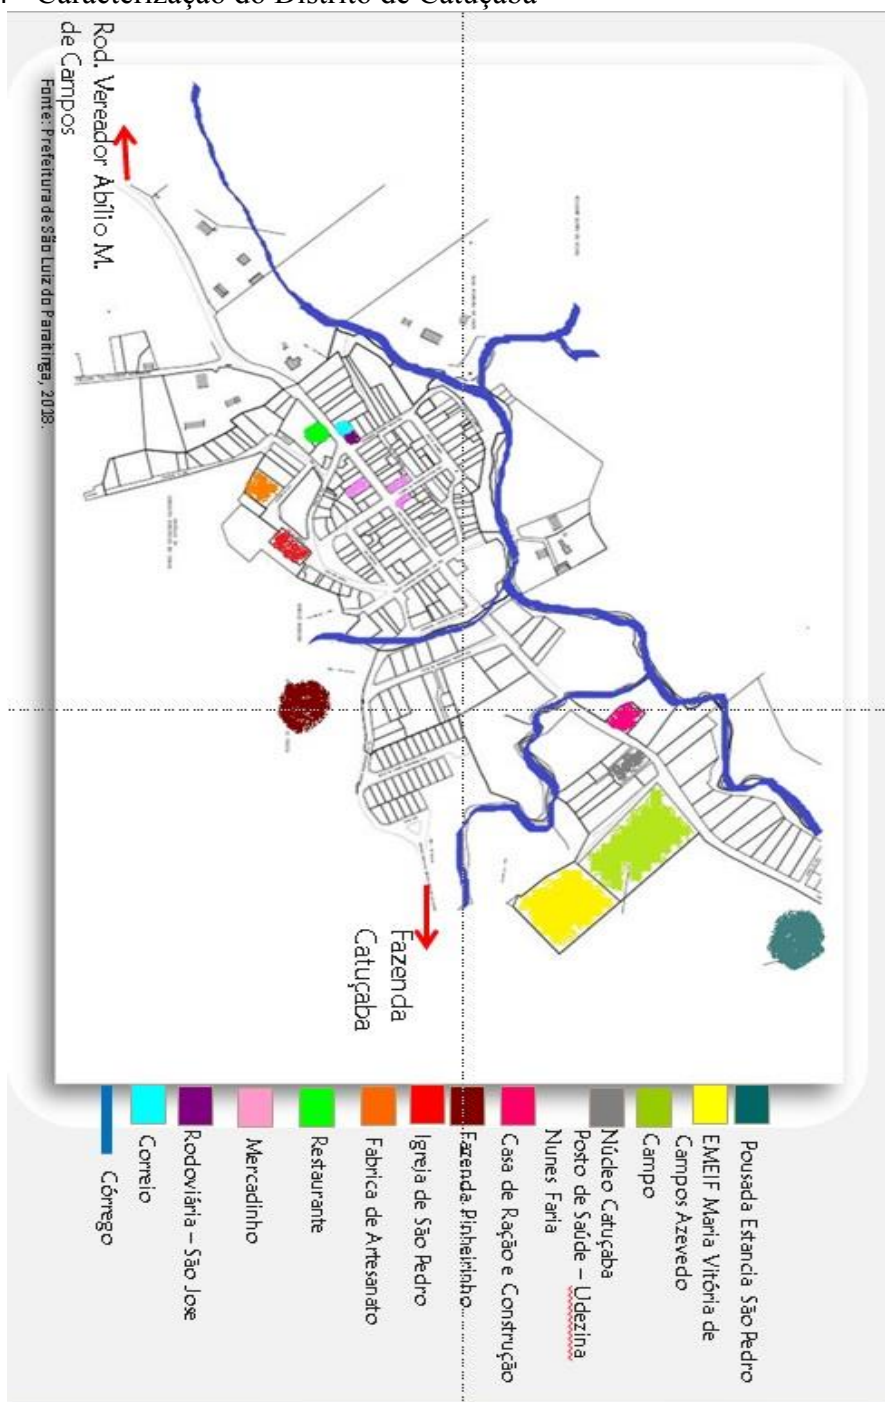 Caracterização do Distrito de Catuçaba
Rod. Vereador Abílio M.
de Campos
Fonte: Prefeitura de São Luiz do Paraitinga, 2018.
Fazenda
Catuçaba
Pousada Estancia São Pedro
EMEIF Maria Vitória de
Campos Azevedo
Campo
Núcleo Catuçaba
Posto de Saúde – Udezina
Nunes Faria
Casa de Ração e Construção
Fazenda Pinheirinho
Igreja de São Pedro
Fabrica de Artesanato
Restaurante
Mercadinho
Rodoviária – São Jose
Correio
Córrego